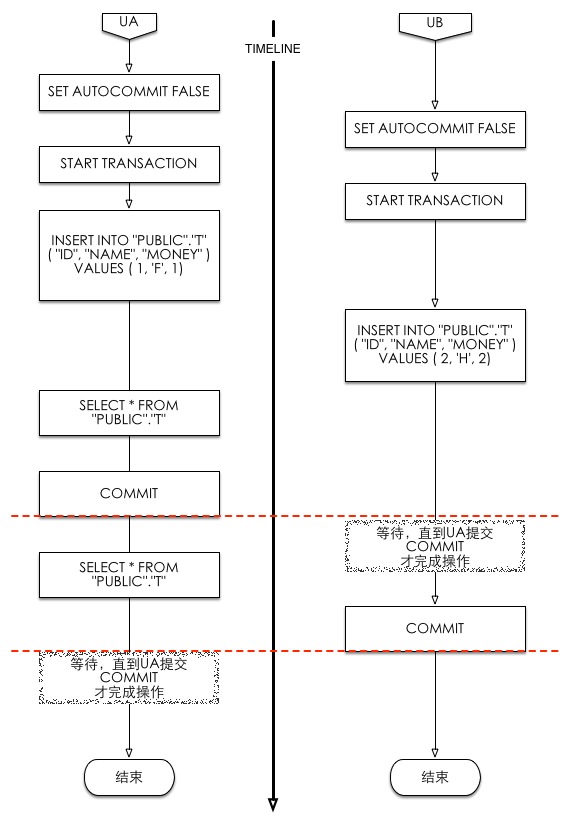 UA
SET AUTOCOMMIT FALSE
START TRANSACTION
INSERT INTO "PUBLIC"."T"
( "ID", "NAME", "MONEY" )
VALUES ( 1, 'F', 1)
SELECT * FROM
"PUBLIC"."T"
COMMIT
SELECT * FROM
"PUBLIC"."T"
等待，直到UA提交
COMMIT
才完成操作
结束
TIMELINE
UB
SET AUTOCOMMIT FALSE
START TRANSACTION
INSERT INTO "PUBLIC"."T"
( "ID", "NAME", "MONEY" )
VALUES ( 2, 'H', 2)
等待，直到UA提交
COMMIT
才完成操作
COMMIT
结束